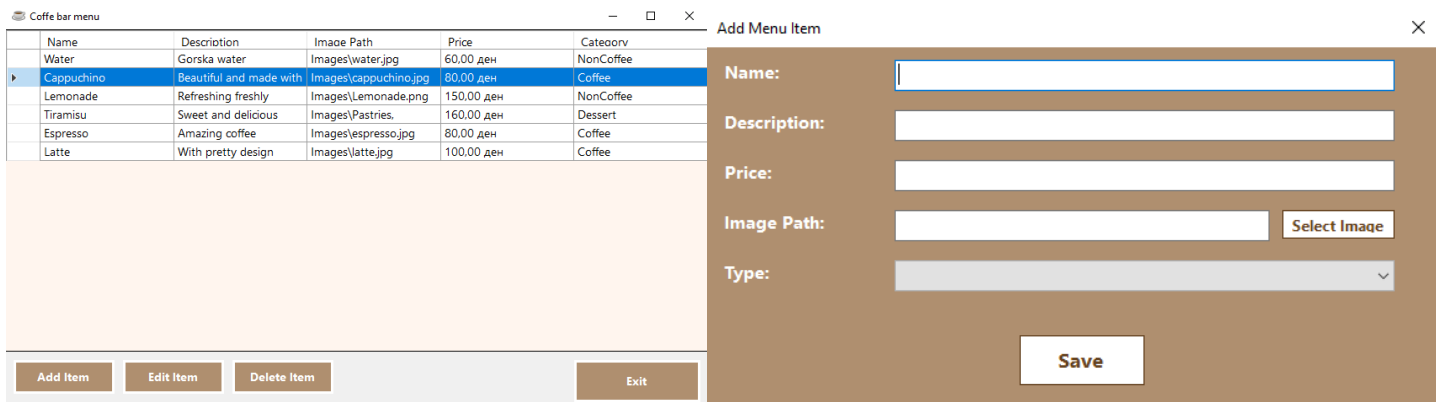 Coffe bar menu
Name Description Image Path Price Category
Water Gorska water Images\water.jpg 60,00 ден NonCoffee
Cappuchino Beautiful and made with Images\cappuchino.jpg 80,00 ден Coffee
Lemonade Refreshing freshly Images\Lemonade.png 150,00 ден NonCoffee
Tiramisu Sweet and delicious Images\Pastries, 160,00 ден Dessert
Espresso Amazing coffee Images\espresso.jpg 80,00 ден Coffee
Latte With pretty design Images\latte.jpg 100,00 ден Coffee
Add Item Edit Item Delete Item Exit
Add Menu Item
Name:
Description:
Price:
Image Path: Select Image
Type:
Save